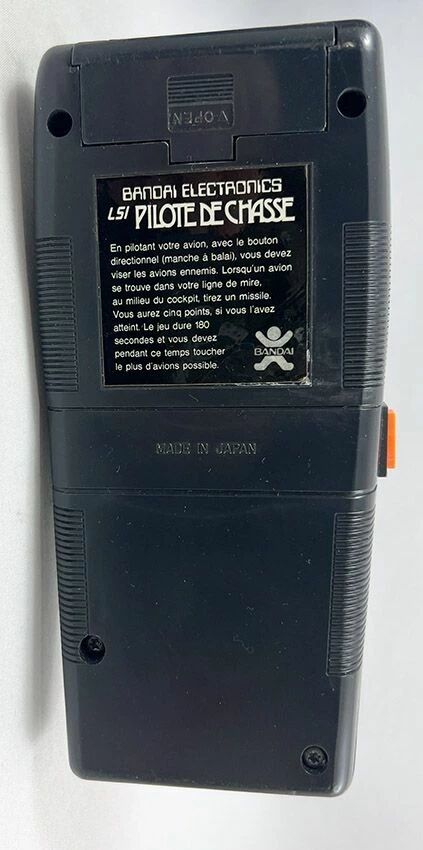 V-OPEN
BANDAI ELECTRONICS
LSI PILOTE DE CHASSE
En pilotant votre avion, avec le bouton
directionnel (manche à balai), vous devez
viser les avions ennemis. Lorsqu'un avion
se trouve dans votre ligne de mire,
au milieu du cockpit, tirez un missile.
Vous aurez cinq points, si vous l'avez
atteint. Le jeu dure 180
secondes et vous devez
pendant ce temps toucher
le plus d'avions possible.
BANDAI
MADE IN JAPAN